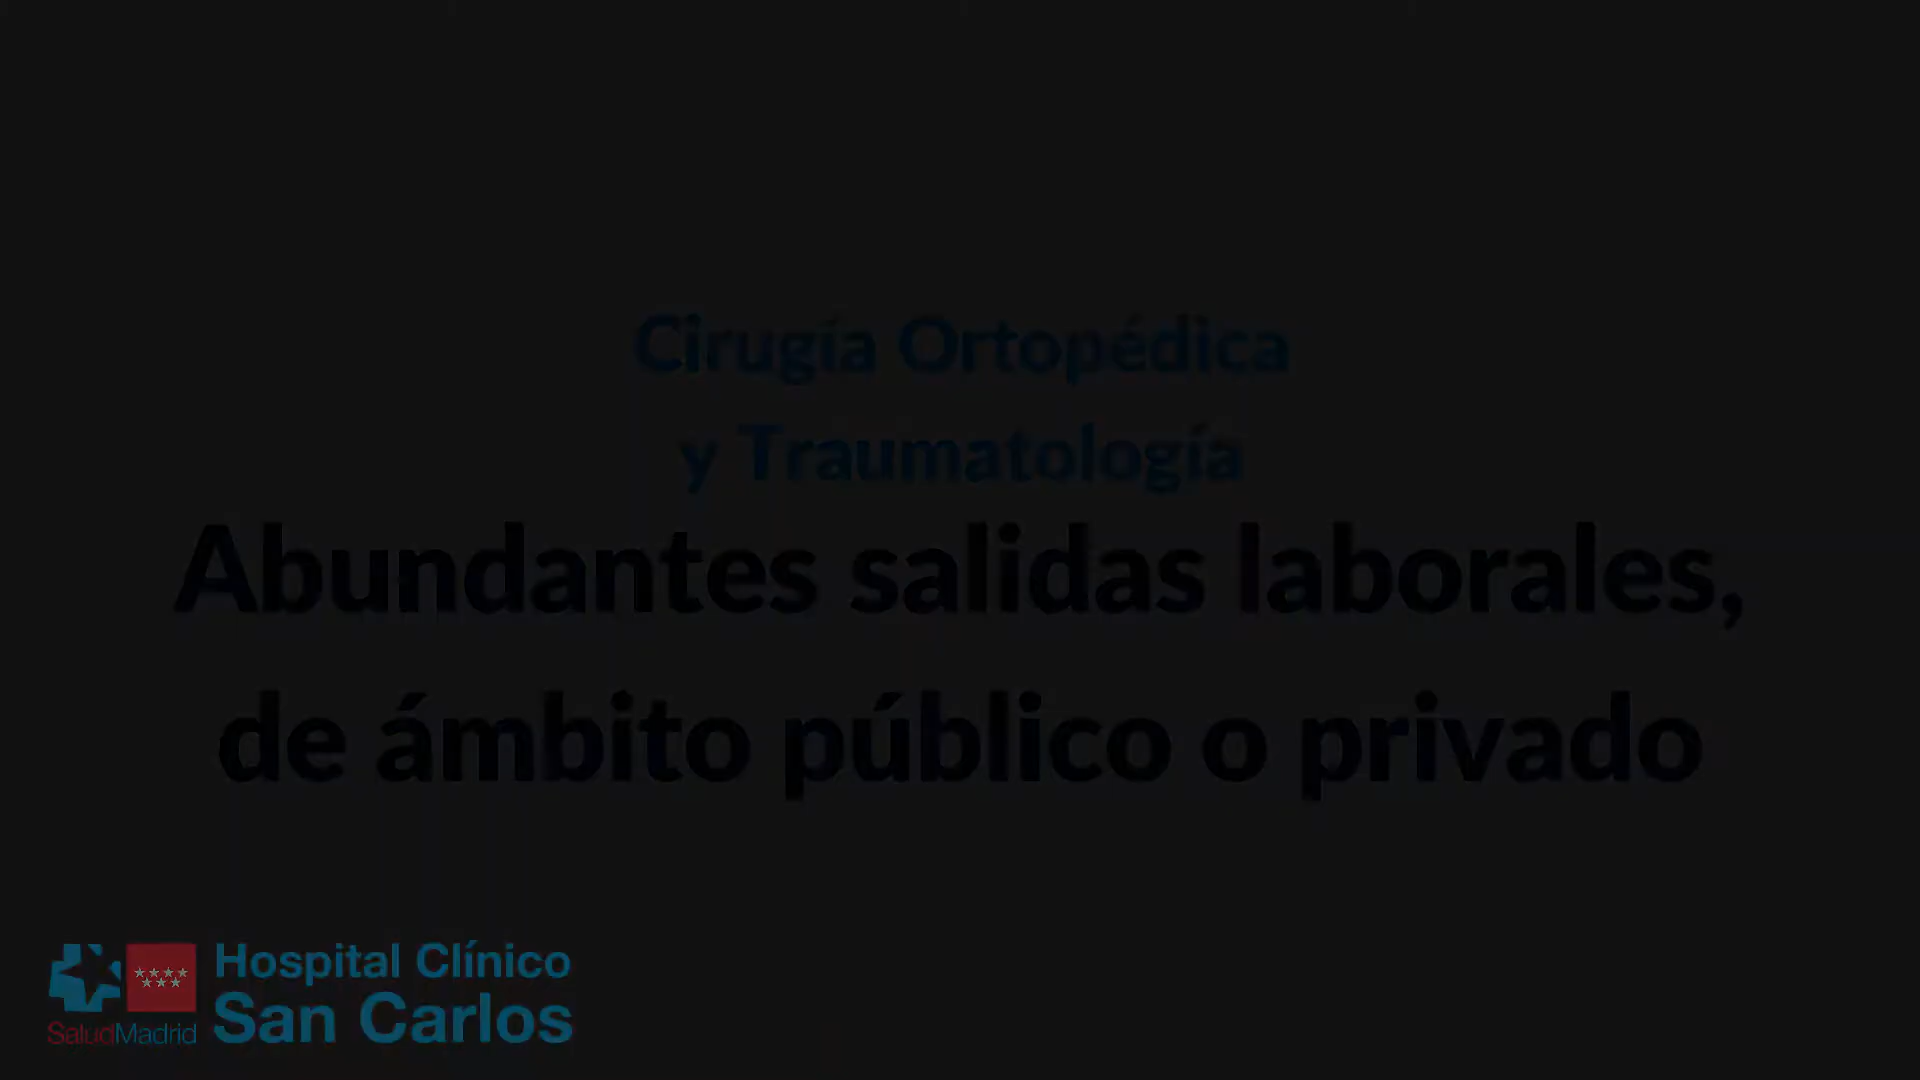 Cirugía Ortopédica
y Traumatología
Abundantes salidas laborales,
de ámbito público o privado
Hospital Clínico
San Carlos
SaludMadrid